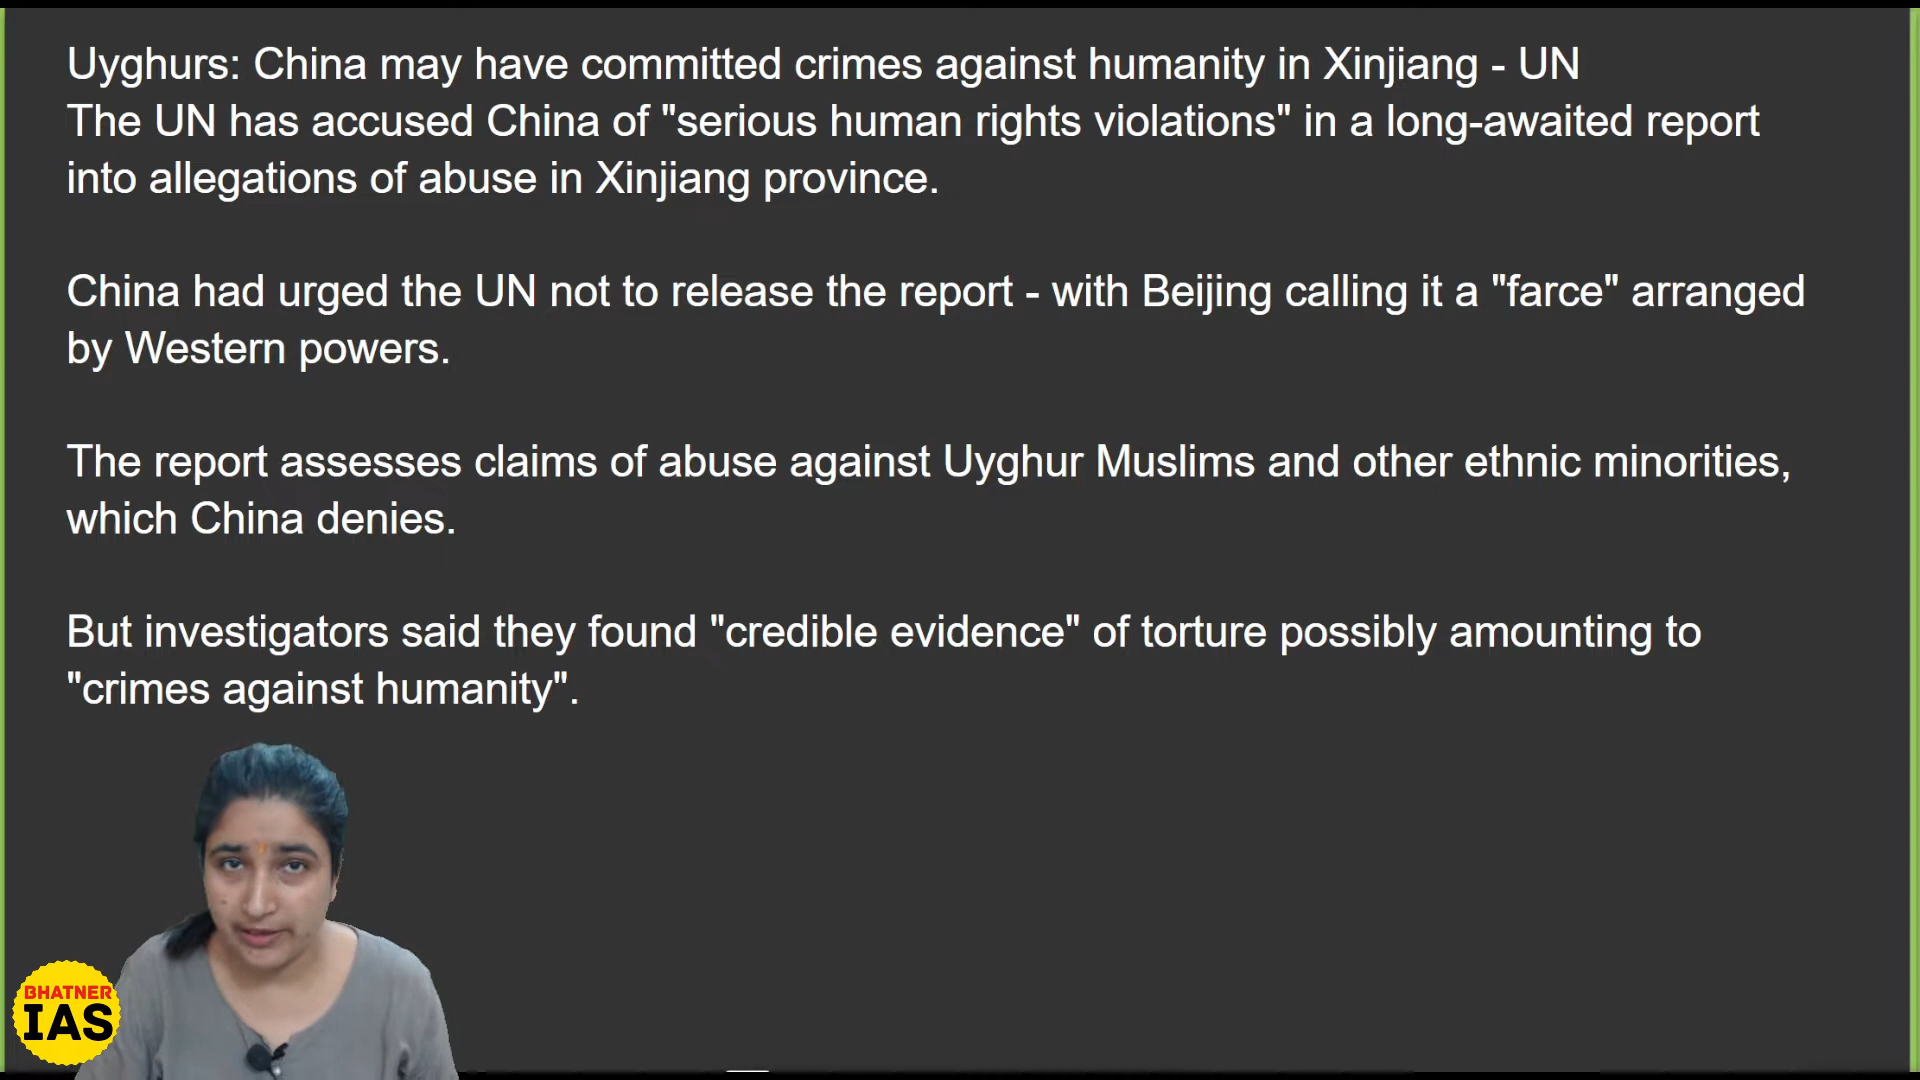 Uyghurs: China may have committed crimes against humanity in Xinjiang - UN
The UN has accused China of "serious human rights violations" in a long-awaited report
into allegations of abuse in Xinjiang province.
China had urged the UN not to release the report - with Beijing calling it a "farce" arranged
by Western powers.
The report assesses claims of abuse against Uyghur Muslims and other ethnic minorities,
which China denies.
But investigators said they found "credible evidence" of torture possibly amounting to
"crimes against humanity".
BHATNER
IAS